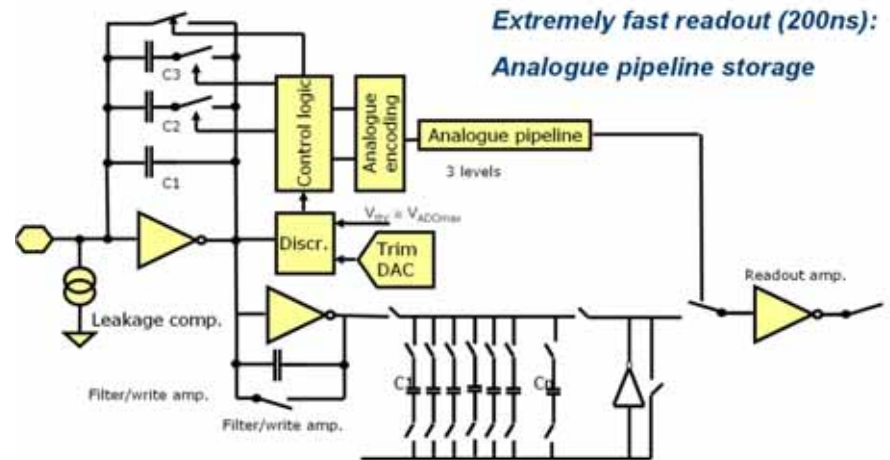 Extremely fast readout (200ns):
Analogue pipeline storage
C3
C2
C1
Control logic
Analogue
encoding
Analogue pipeline
3 levels
Discr.
Trim
DAC
Readout amp.
Leakage comp.
C1
Filter/write amp.
Filter/write amp.